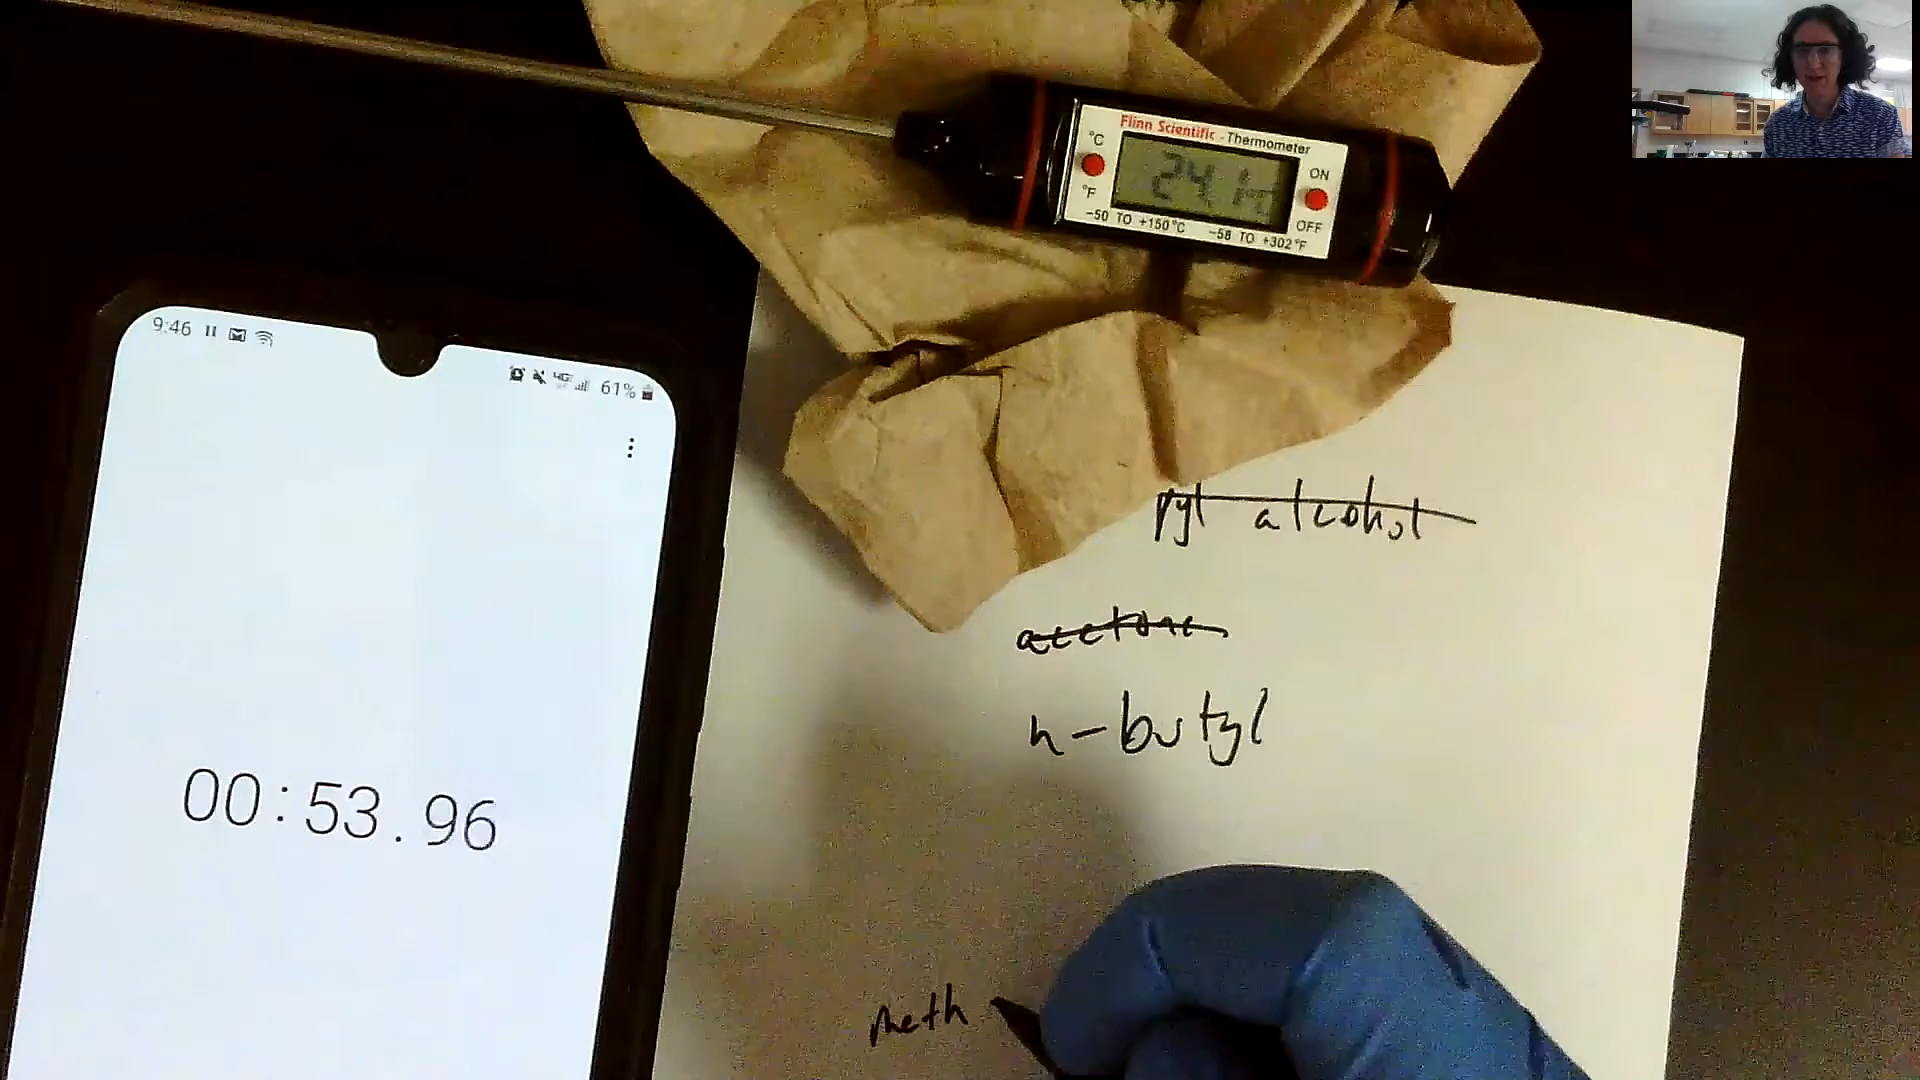 Flinn Scientific - Thermometer
°C
°F
24.1°C
ON
OFF
-50 TO +150°C -58 TO +302°F
9:46
4G
61%
00:53.96
pyl alcohol
acetone
n-butyl
meth